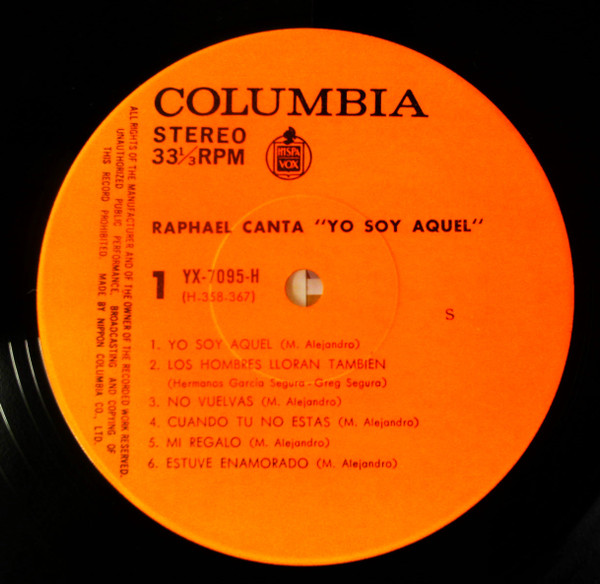 COLUMBIA
STEREO
33⅓RPM
HISPA
VOX
RAPHAEL CANTA "YO SOY AQUEL"
1 YX-7095-H
(H-358-367)
S
1. YO SOY AQUEL (M. Alejandro)
2. LOS HOMBRES LLORAN TAMBIÉN
(Hermanos García Segura - Greg Segura)
3. NO VUELVAS (M. Alejandro)
4. CUANDO TU NO ESTAS (M. Alejandro)
5. MI REGALO (M. Alejandro)
6. ESTUVE ENAMORADO (M. Alejandro)
ALL RIGHTS OF THE MANUFACTURER AND OF THE OWNER OF THE RECORDED WORK RESERVED.
UNAUTHORIZED PUBLIC PERFORMANCE, BROADCASTING AND COPYING OF
THIS RECORD PROHIBITED. MADE BY NIPPON COLUMBIA CO., LTD.